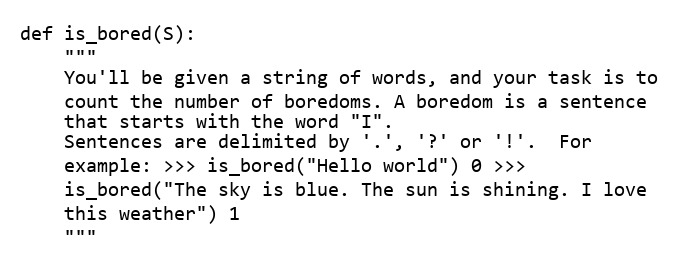 def is_bored(S):
    """
    You'll be given a string of words, and your task is to
    count the number of boredoms. A boredom is a sentence
    that starts with the word "I".
    Sentences are delimited by '.', '?' or '!'.  For
    example: >>> is_bored("Hello world") 0 >>>
    is_bored("The sky is blue. The sun is shining. I love
    this weather") 1
    """